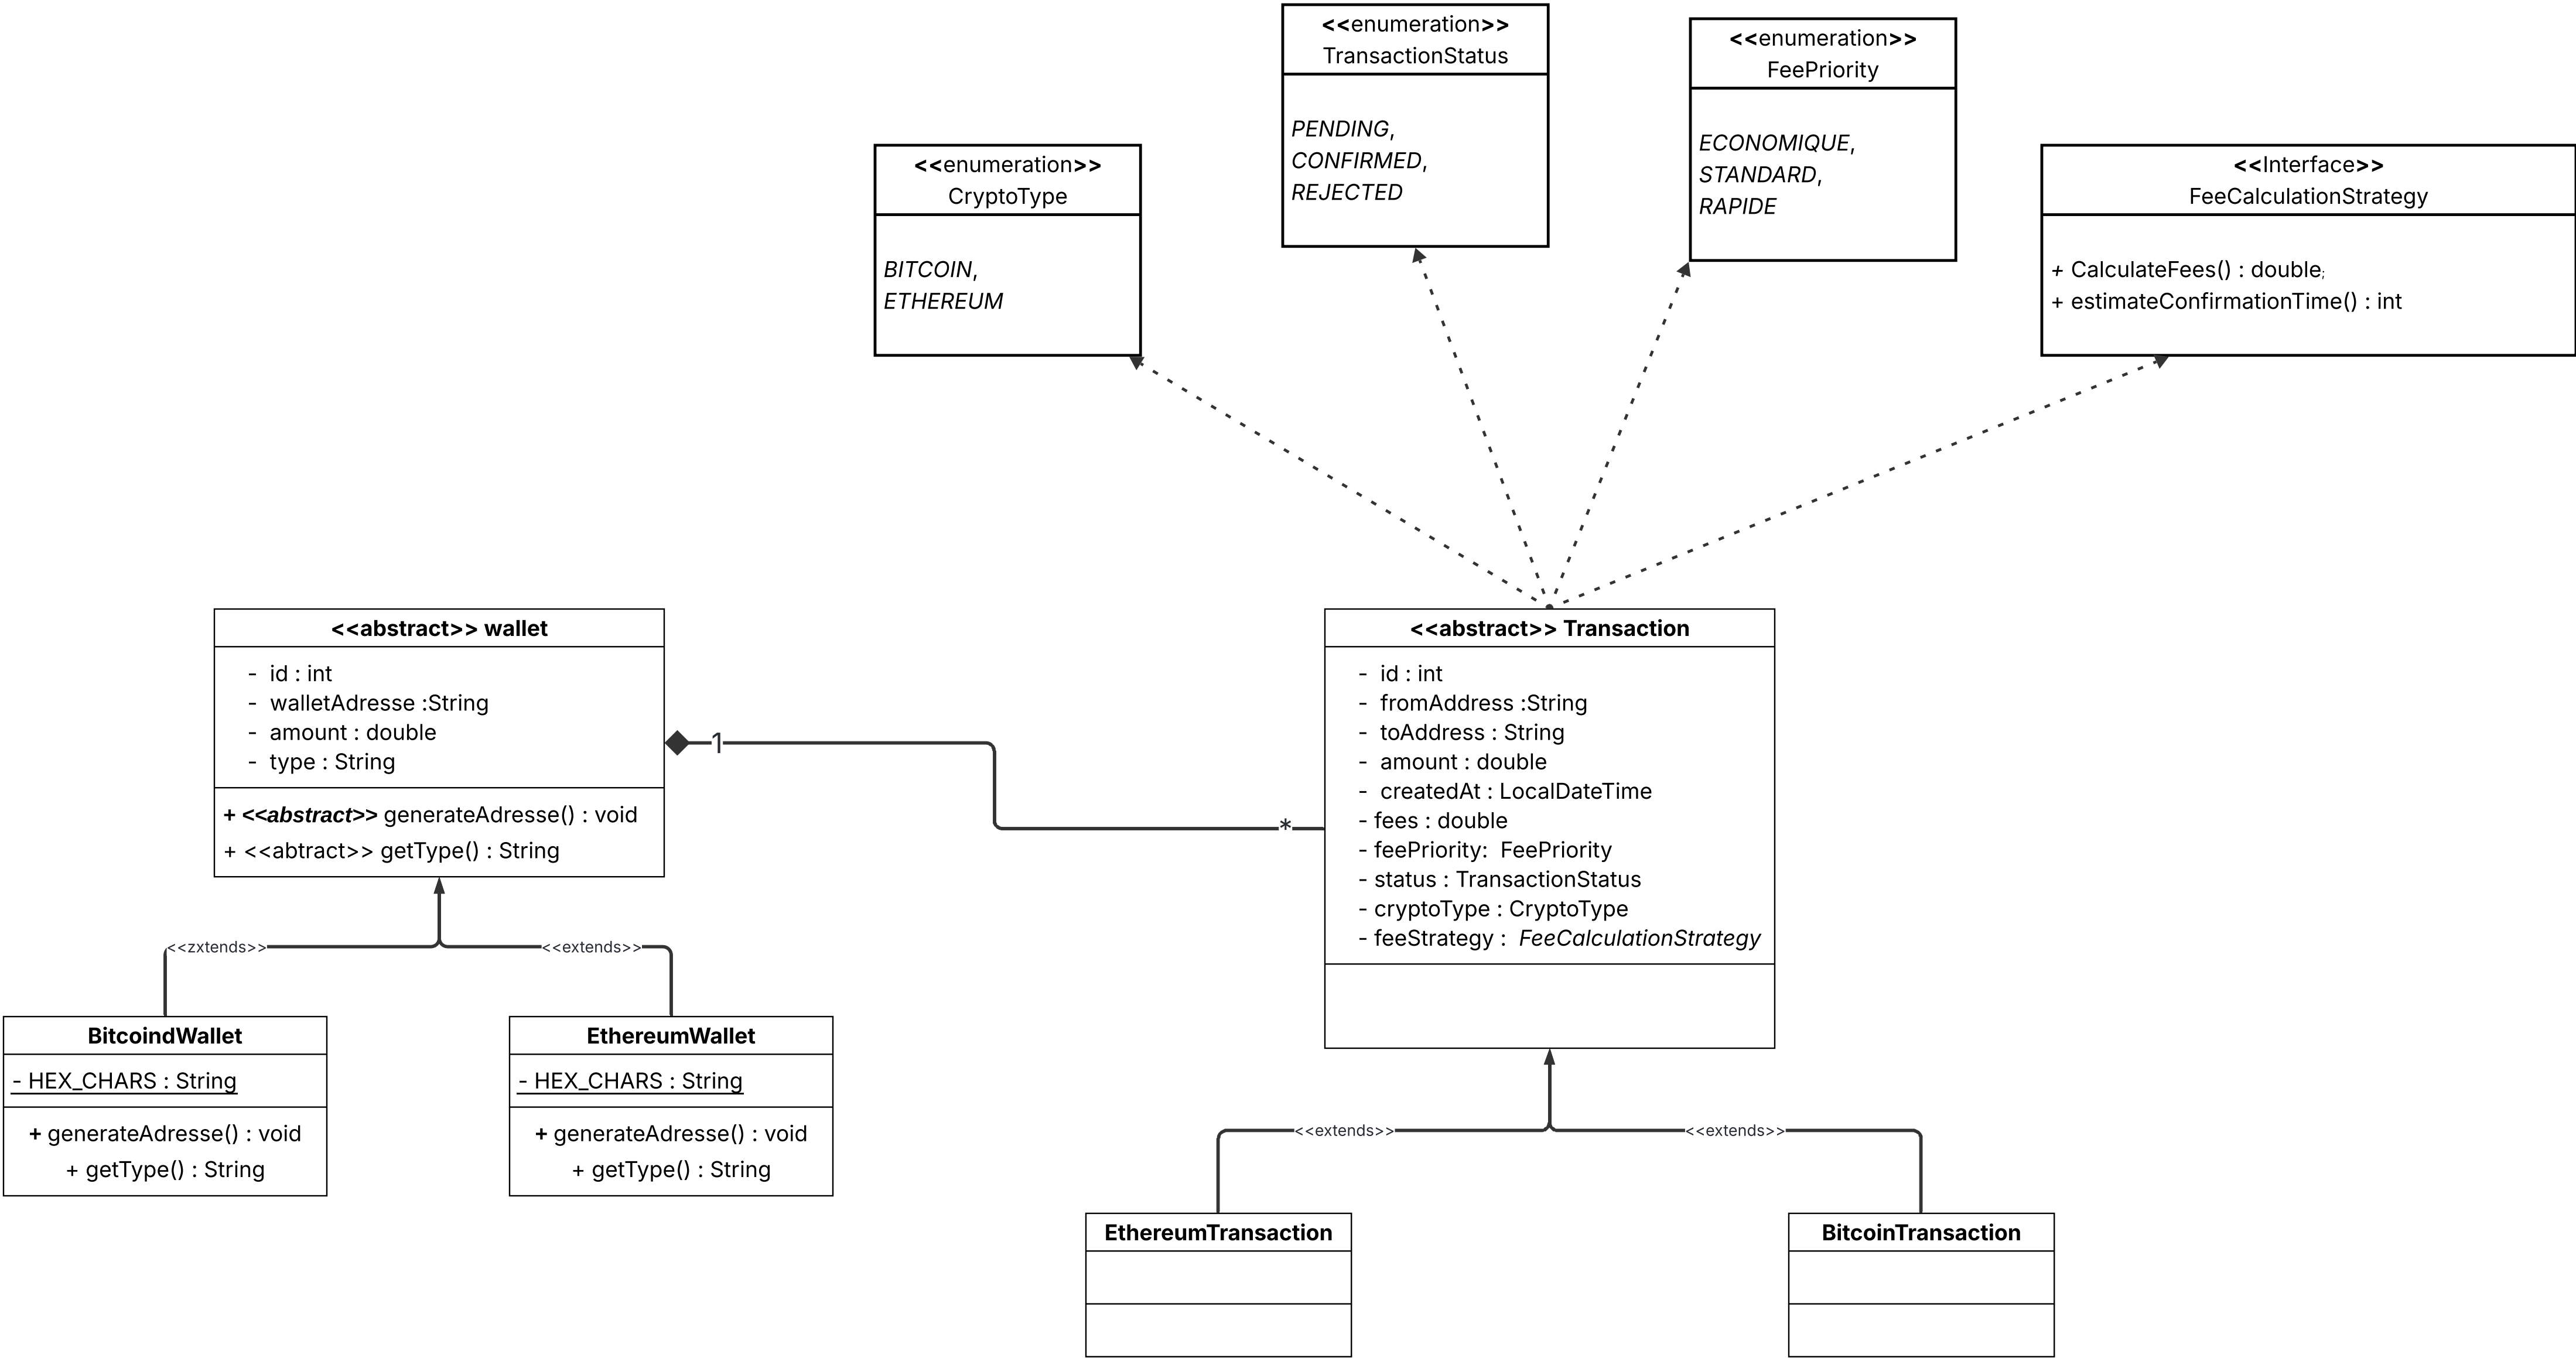 <<enumeration>>
TransactionStatus
PENDING,
CONFIRMED,
REJECTED
<<enumeration>>
FeePriority
ECONOMIQUE,
STANDARD,
RAPIDE
<<enumeration>>
CryptoType
BITCOIN,
ETHEREUM
<<Interface>>
FeeCalculationStrategy
+ CalculateFees() : double;
+ estimateConfirmationTime() : int
<<abstract>> wallet
- id : int
- walletAdresse :String
- amount : double
- type : String
+ <<abstract>> generateAdresse() : void
+ <<abtract>> getType() : String
1
*
<<abstract>> Transaction
- id : int
- fromAddress :String
- toAddress : String
- amount : double
- createdAt : LocalDateTime
- fees : double
- feePriority: FeePriority
- status : TransactionStatus
- cryptoType : CryptoType
- feeStrategy : FeeCalculationStrategy
<<zxtends>>
<<extends>>
BitcoindWallet
- HEX_CHARS : String
+ generateAdresse() : void
+ getType() : String
EthereumWallet
- HEX_CHARS : String
+ generateAdresse() : void
+ getType() : String
<<extends>>
<<extends>>
EthereumTransaction
BitcoinTransaction